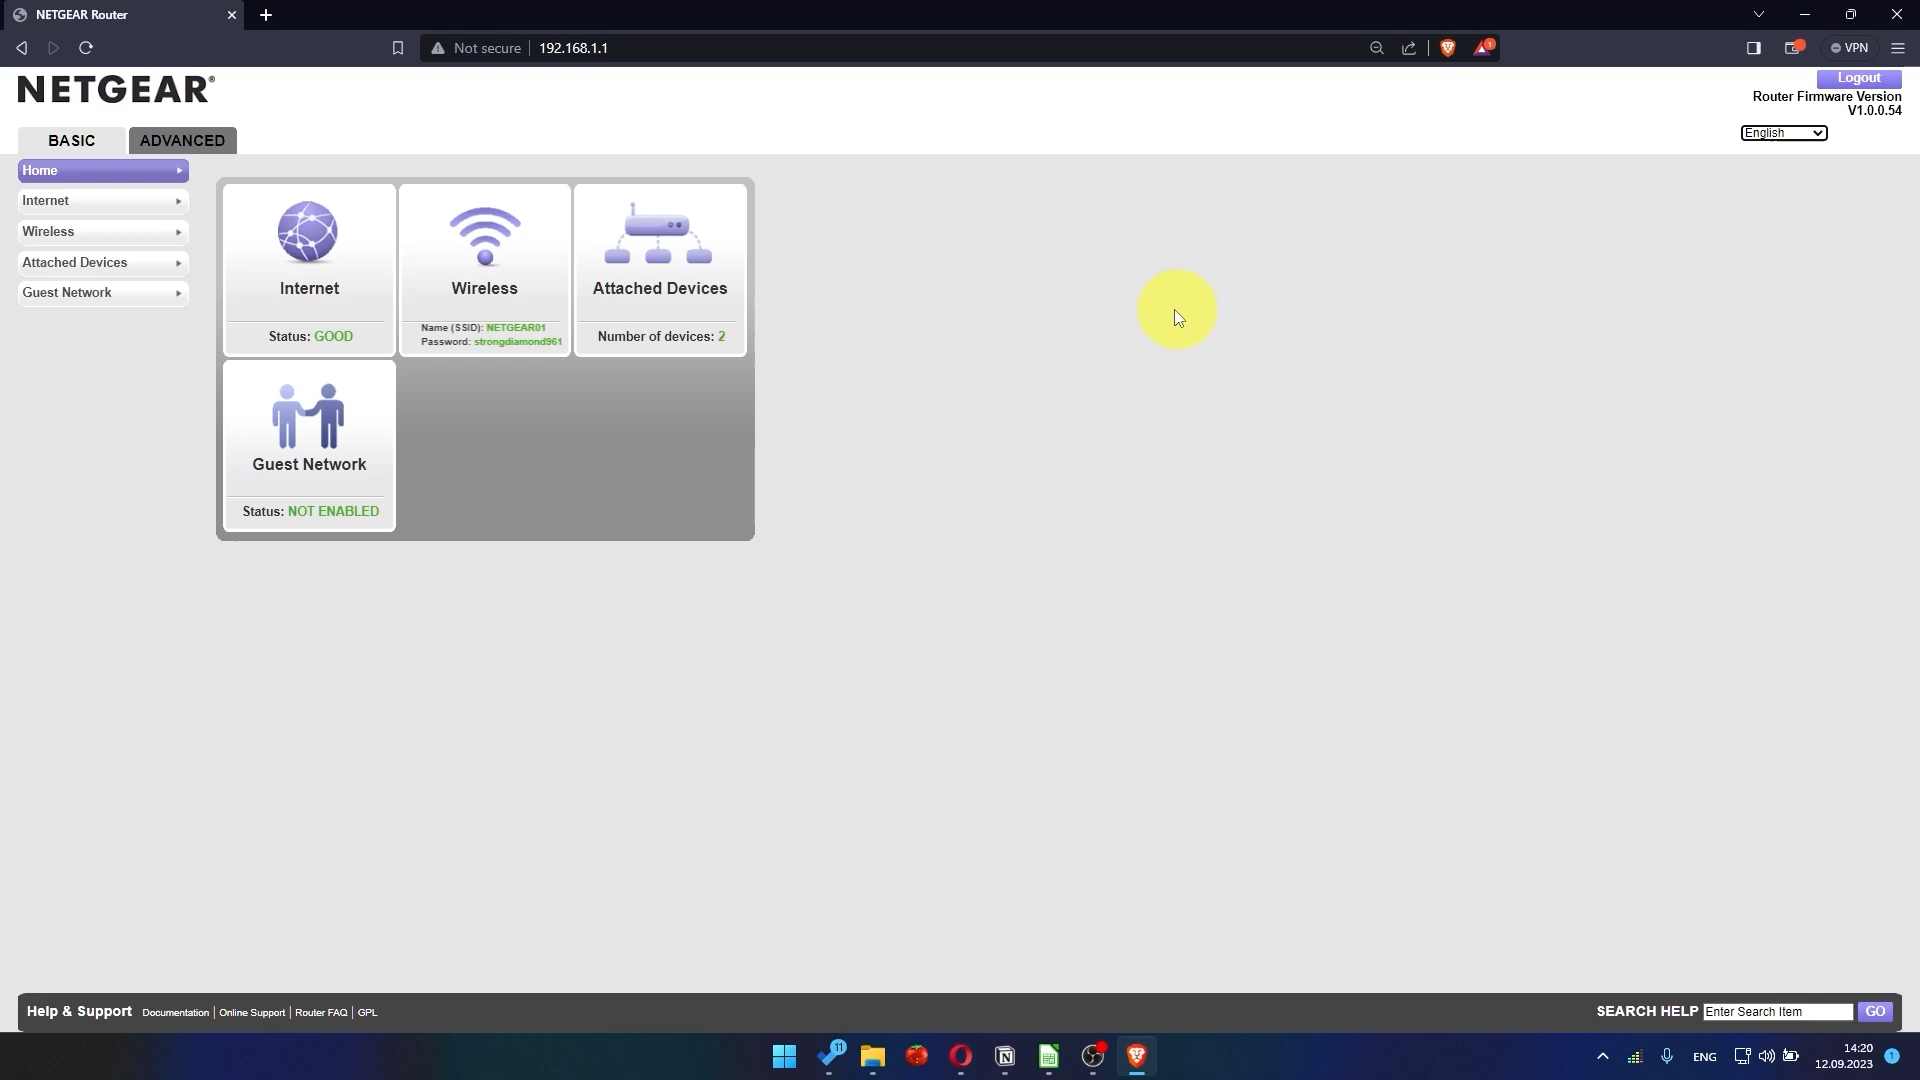 NETGEAR Router
Not secure 192.168.1.1
VPN
NETGEAR®
Logout
Router Firmware Version
V1.0.0.54
English
BASIC
ADVANCED
Home
Internet
Wireless
Attached Devices
Guest Network
Internet
Status: GOOD
Wireless
Name (SSID): NETGEAR01
Password: strongdiamond961
Attached Devices
Number of devices: 2
Guest Network
Status: NOT ENABLED
Help & Support Documentation | Online Support | Router FAQ | GPL
SEARCH HELP Enter Search Item GO
11
ENG
14:20
12.09.2023
1